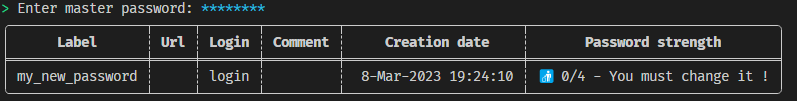 > Enter master password: ********
Label Url Login Comment Creation date Password strength
my_new_password login 8-Mar-2023 19:24:10 🚮 0/4 - You must change it !